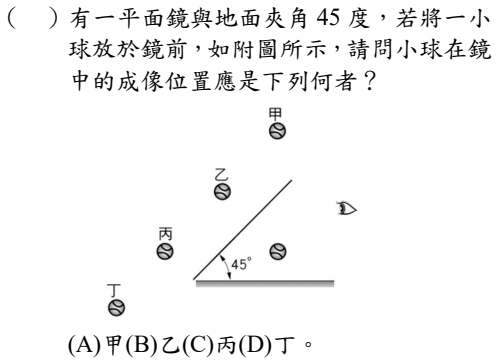 （　）有一平面鏡與地面夾角 45 度，若將一小
球放於鏡前，如附圖所示，請問小球在鏡
中的成像位置應是下列何者？
甲
乙
丙
45°
丁
(A)甲(B)乙(C)丙(D)丁。